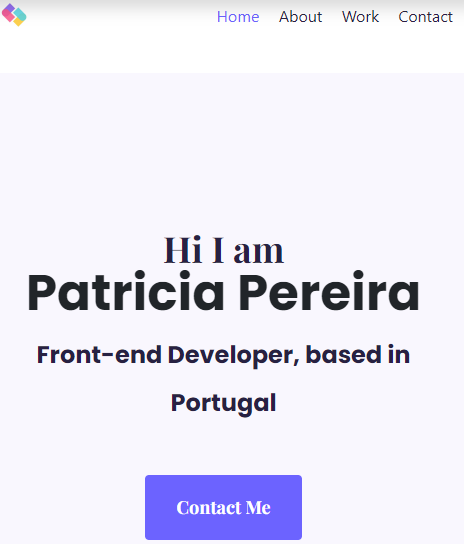 Home About Work Contact
Hi I am
Patricia Pereira
Front-end Developer, based in
Portugal
Contact Me